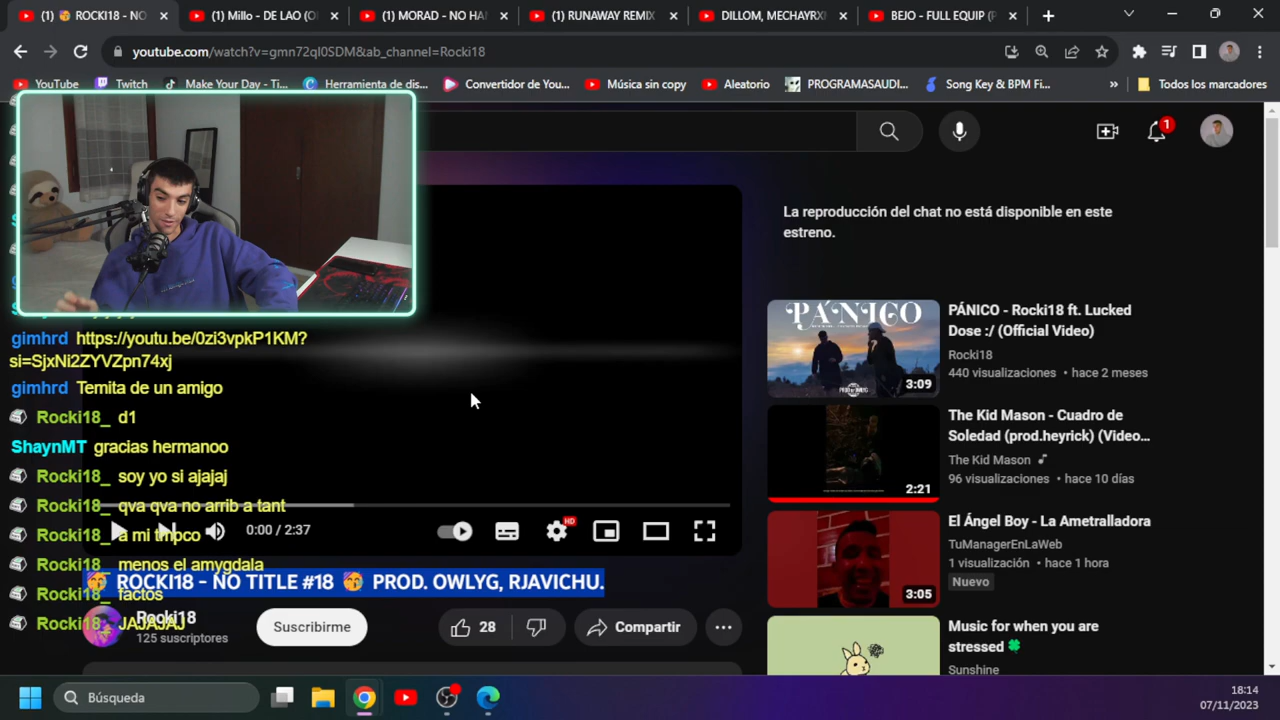 (1) 🥳 ROCKI18 - NO
(1) Millo - DE LAO (O
(1) MORAD - NO HA
(1) RUNAWAY REMIX
DILLOM, MECHAYRX
BEJO - FULL EQUIP (P
youtube.com/watch?v=gmn72qI0SDM&ab_channel=Rocki18
YouTube
Twitch
Make Your Day - Ti...
Herramienta de dis...
Convertidor de You...
Música sin copy
Aleatorio
PROGRAMASAUDI...
Song Key & BPM Fi...
»
Todos los marcadores
1
La reproducción del chat no está disponible en este
estreno.
gimhrd https://youtu.be/0zi3vpkP1KM?
si=SjxNi2ZYVZpn74xj
gimhrd Temita de un amigo
Rocki18_ d1
ShaynMT gracias hermanoo
Rocki18_ soy yo si ajajaj
Rocki18_ qva qva no arrib a tant
Rocki18_ a mi tmpco
Rocki18_ menos el amygdala
Rocki18_ factos
Rocki18_ JAJAJAJ
0:00 / 2:37
HD
🥳 ROCKI18 - NO TITLE #18 🥳 PROD. OWLYG, RJAVICHU.
Rocki18
125 suscriptores
Suscribirme
28
Compartir
PÁNICO
3:09
PÁNICO - Rocki18 ft. Lucked
Dose :/ (Official Video)
Rocki18
440 visualizaciones • hace 2 meses
2:21
The Kid Mason - Cuadro de
Soledad (prod.heyrick) (Video...
The Kid Mason
96 visualizaciones • hace 10 días
3:05
El Ángel Boy - La Ametralladora
TuManagerEnLaWeb
1 visualización • hace 1 hora
Nuevo
Music for when you are
stressed 🍀
Sunshine
Búsqueda
18:14
07/11/2023